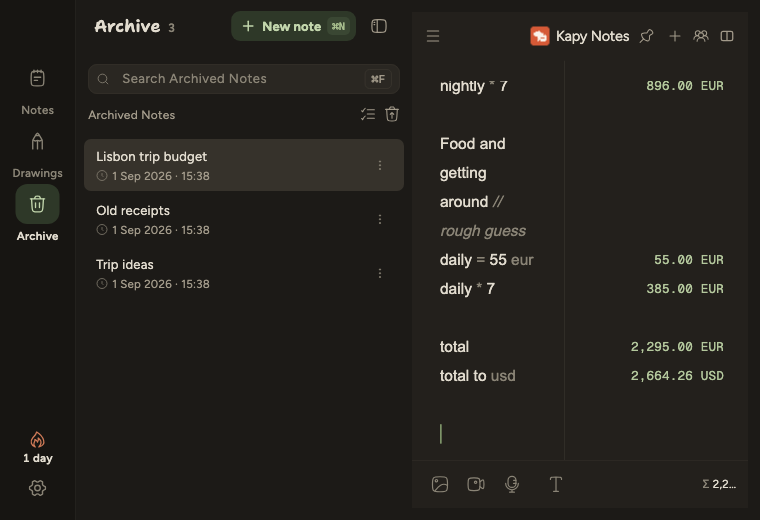 Archive 3
+ New note ⌘N
Search Archived Notes ⌘F
Archived Notes
Lisbon trip budget
1 Sep 2026 · 15:38
Old receipts
1 Sep 2026 · 15:38
Trip ideas
1 Sep 2026 · 15:38
Notes
Drawings
Archive
1 day
Kapy Notes
nightly * 7 896.00 EUR
Food and
getting
around //
rough guess
daily = 55 eur 55.00 EUR
daily * 7 385.00 EUR
total 2,295.00 EUR
total to usd 2,664.26 USD
Σ 2,2...